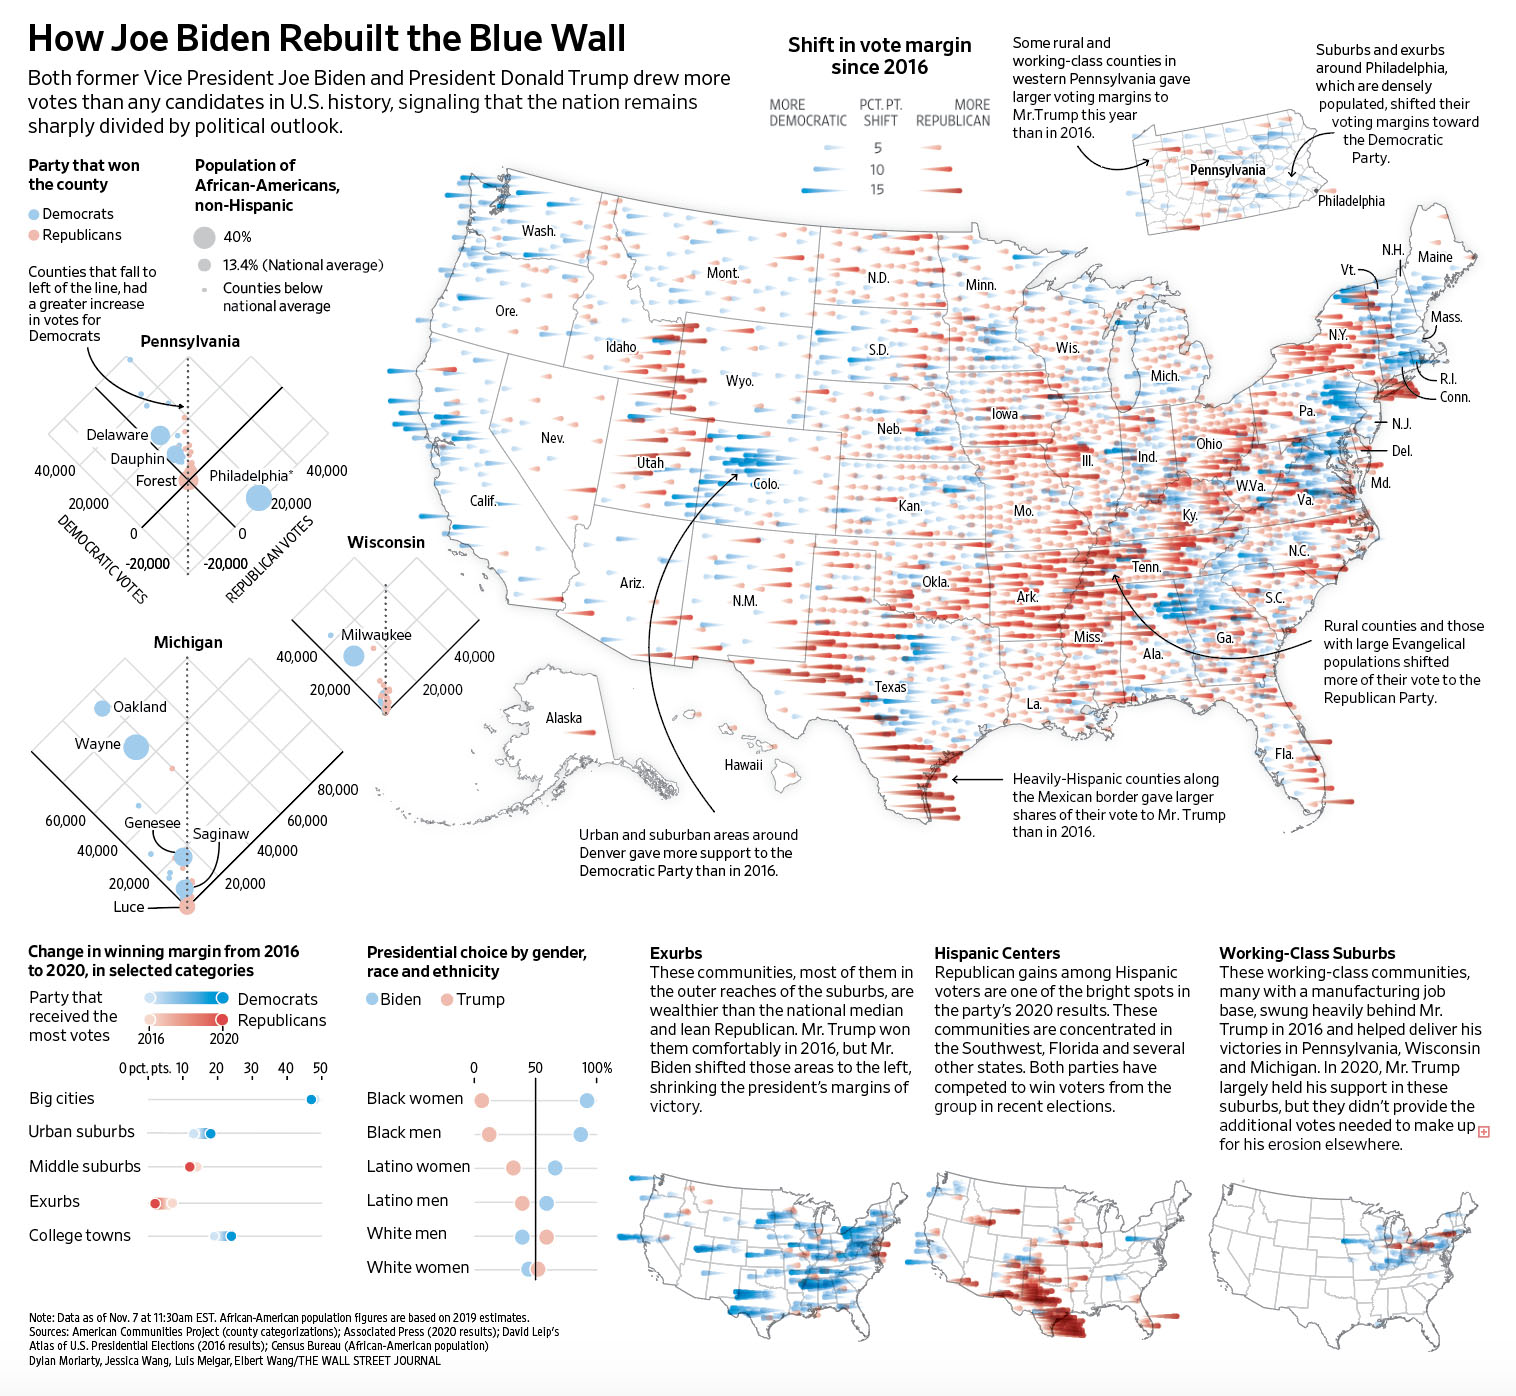 How Joe Biden Rebuilt the Blue Wall
Both former Vice President Joe Biden and President Donald Trump drew more
votes than any candidates in U.S. history, signaling that the nation remains
sharply divided by political outlook.
Party that won
the county
Democrats
Republicans
Population of
African-Americans,
non-Hispanic
40%
13.4% (National average)
Counties below
national average
Counties that fall to
left of the line, had
a greater increase
in votes for
Democrats
Pennsylvania
Delaware
Dauphin
Forest
Philadelphia*
40,000
20,000
0
-20,000
40,000
20,000
0
-20,000
DEMOCRATIC VOTES
REPUBLICAN VOTES
Wisconsin
Milwaukee
40,000
20,000
40,000
20,000
Michigan
Oakland
Wayne
Genesee
Saginaw
Luce
60,000
40,000
20,000
80,000
60,000
40,000
20,000
Shift in vote margin
since 2016
MORE
DEMOCRATIC
PCT. PT.
SHIFT
MORE
REPUBLICAN
5
10
15
Some rural and
working-class counties in
western Pennsylvania gave
larger voting margins to
Mr.Trump this year
than in 2016.
Suburbs and exurbs
around Philadelphia,
which are densely
populated, shifted their
voting margins toward
the Democratic
Party.
Pennsylvania
Philadelphia
Wash.
Ore.
Calif.
Idaho
Nev.
Mont.
Wyo.
Utah
Ariz.
Colo.
N.M.
N.D.
S.D.
Neb.
Kan.
Okla.
Texas
Minn.
Iowa
Mo.
Ark.
La.
Wis.
Ill.
Mich.
Ind.
Ohio
Ky.
Tenn.
Miss.
Ala.
Ga.
Fla.
S.C.
N.C.
Va.
W.Va.
Pa.
N.Y.
Vt.
N.H.
Maine
Mass.
R.I.
Conn.
N.J.
Del.
Md.
Alaska
Hawaii
Rural counties and those
with large Evangelical
populations shifted
more of their vote to the
Republican Party.
Heavily-Hispanic counties along
the Mexican border gave larger
shares of their vote to Mr. Trump
than in 2016.
Urban and suburban areas around
Denver gave more support to the
Democratic Party than in 2016.
Change in winning margin from 2016
to 2020, in selected categories
Party that
received the
most votes
Democrats
Republicans
2016
2020
0 pct. pts. 10 20 30 40 50
Big cities
Urban suburbs
Middle suburbs
Exurbs
College towns
Presidential choice by gender,
race and ethnicity
Biden
Trump
0 50 100%
Black women
Black men
Latino women
Latino men
White men
White women
Exurbs
These communities, most of them in
the outer reaches of the suburbs, are
wealthier than the national median
and lean Republican. Mr. Trump won
them comfortably in 2016, but Mr.
Biden shifted those areas to the left,
shrinking the president's margins of
victory.
Hispanic Centers
Republican gains among Hispanic
voters are one of the bright spots in
the party's 2020 results. These
communities are concentrated in
the Southwest, Florida and several
other states. Both parties have
competed to win voters from the
group in recent elections.
Working-Class Suburbs
These working-class communities,
many with a manufacturing job
base, swung heavily behind Mr.
Trump in 2016 and helped deliver his
victories in Pennsylvania, Wisconsin
and Michigan. In 2020, Mr. Trump
largely held his support in these
suburbs, but they didn't provide the
additional votes needed to make up
for his erosion elsewhere.
Note: Data as of Nov. 7 at 11:30am EST. African-American population figures are based on 2019 estimates.
Sources: American Communities Project (county categorizations); Associated Press (2020 results); David Leip's
Atlas of U.S. Presidential Elections (2016 results); Census Bureau (African-American population)
Dylan Moriarty, Jessica Wang, Luis Melgar, Elbert Wang/THE WALL STREET JOURNAL